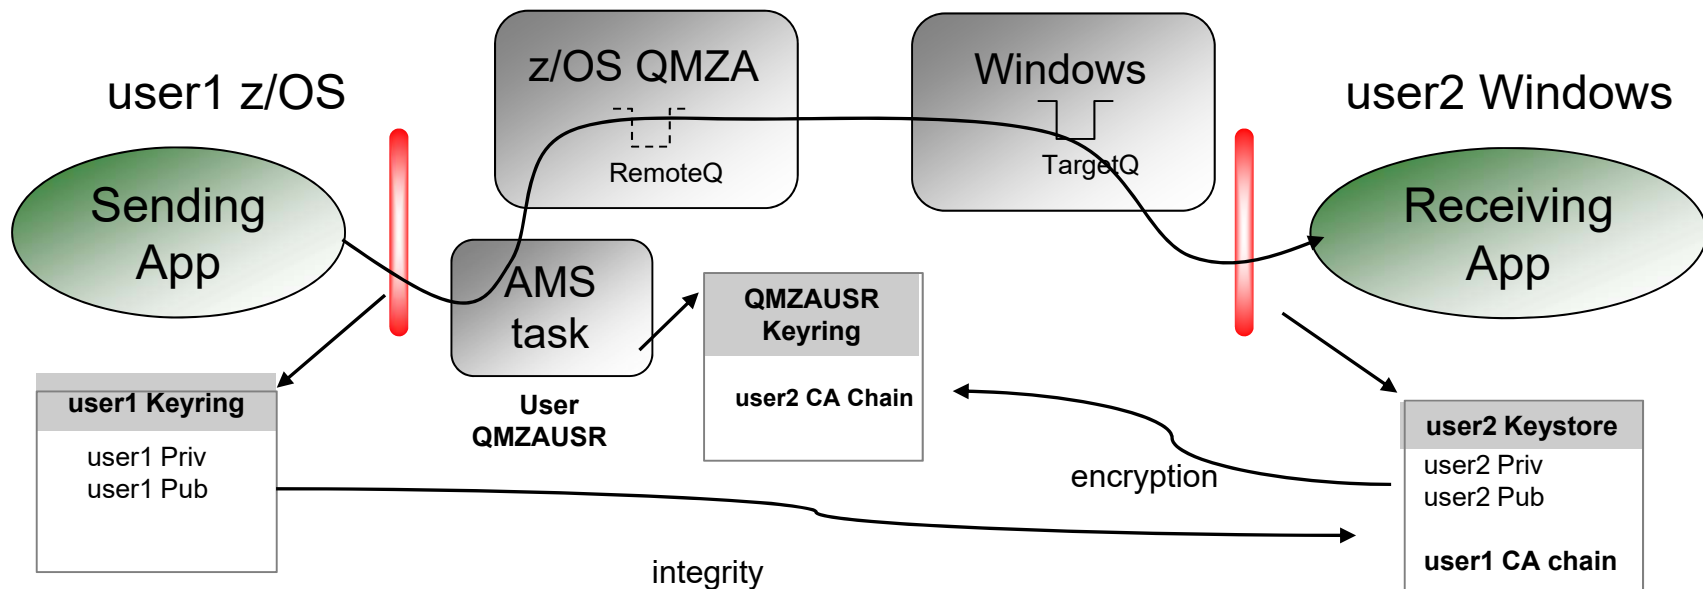 user1 z/OS
z/OS QMZA
RemoteQ
Windows
TargetQ
user2 Windows
Sending
App
AMS
task
User
QMZAUSR
QMZAUSR
Keyring
user2 CA Chain
Receiving
App
user1 Keyring
user1 Priv
user1 Pub
encryption
integrity
user2 Keystore
user2 Priv
user2 Pub
user1 CA chain